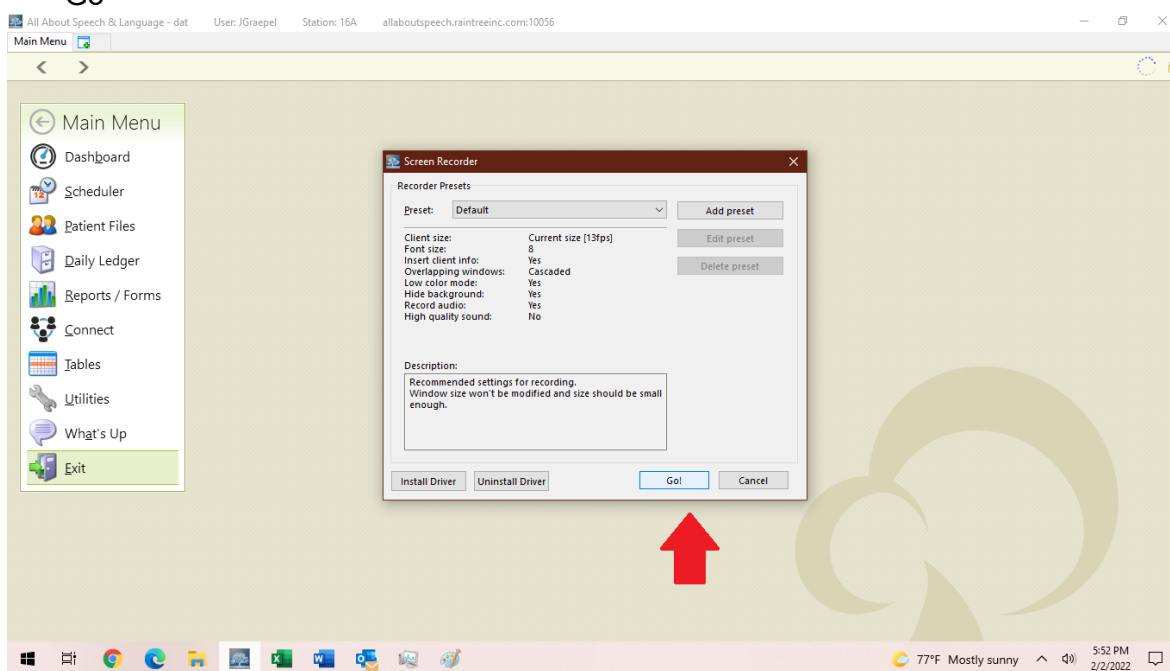 Go
All About Speech & Language - dat User: JGraepel Station: 16A allaboutspeech.raintreeinc.com:10056
Main Menu
Main Menu
Dashboard
Scheduler
Patient Files
Daily Ledger
Reports / Forms
Connect
Tables
Utilities
What's Up
Exit
Screen Recorder
Recorder Presets
Preset: Default Add preset
Client size: Current size [13fps] Edit preset
Font size: 8
Insert client info: Yes
Overlapping windows: Cascaded Delete preset
Low color mode: Yes
Hide background: Yes
Record audio: Yes
High quality sound: No
Description:
Recommended settings for recording.
Window size won't be modified and size should be small
enough.
Install Driver Uninstall Driver Go! Cancel
77°F Mostly sunny 5:52 PM
2/2/2022